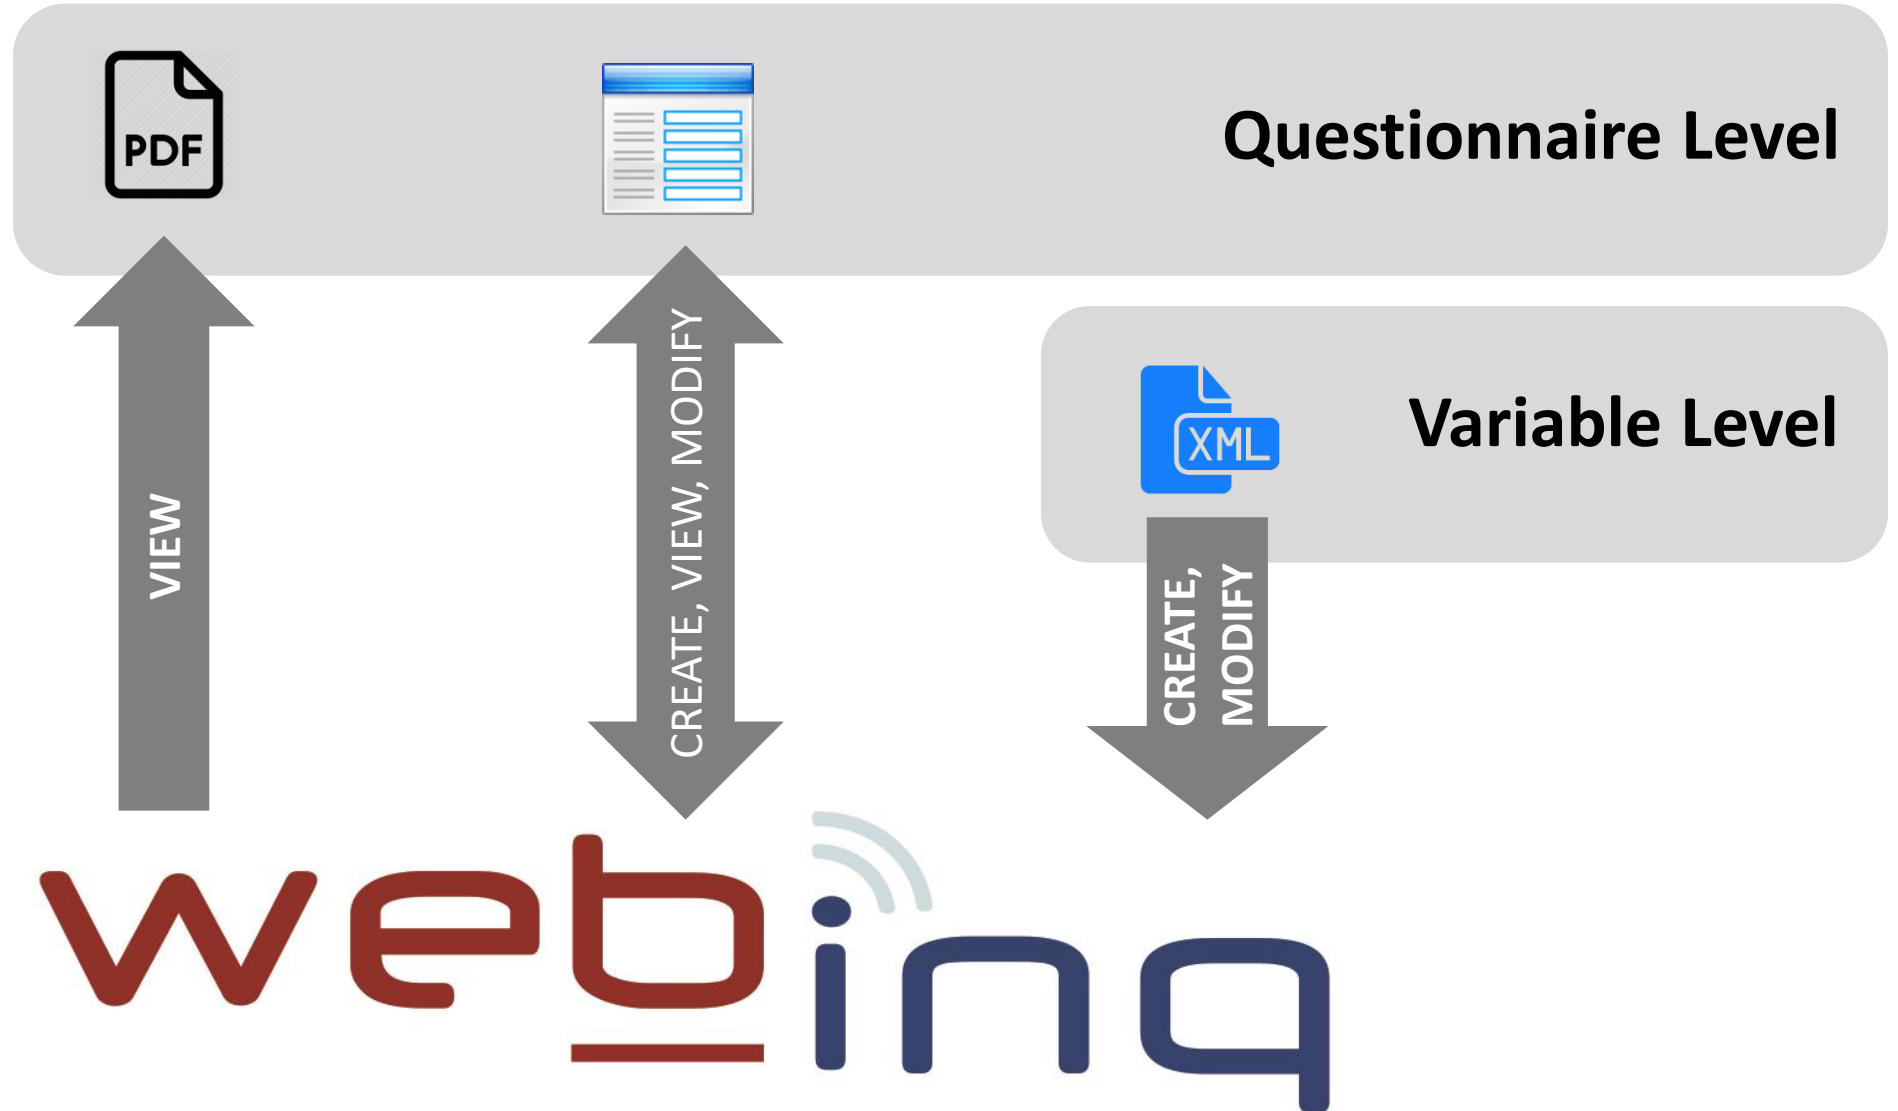 PDF
Questionnaire Level
XML
Variable Level
VIEW
CREATE, VIEW, MODIFY
CREATE,
MODIFY
webinq